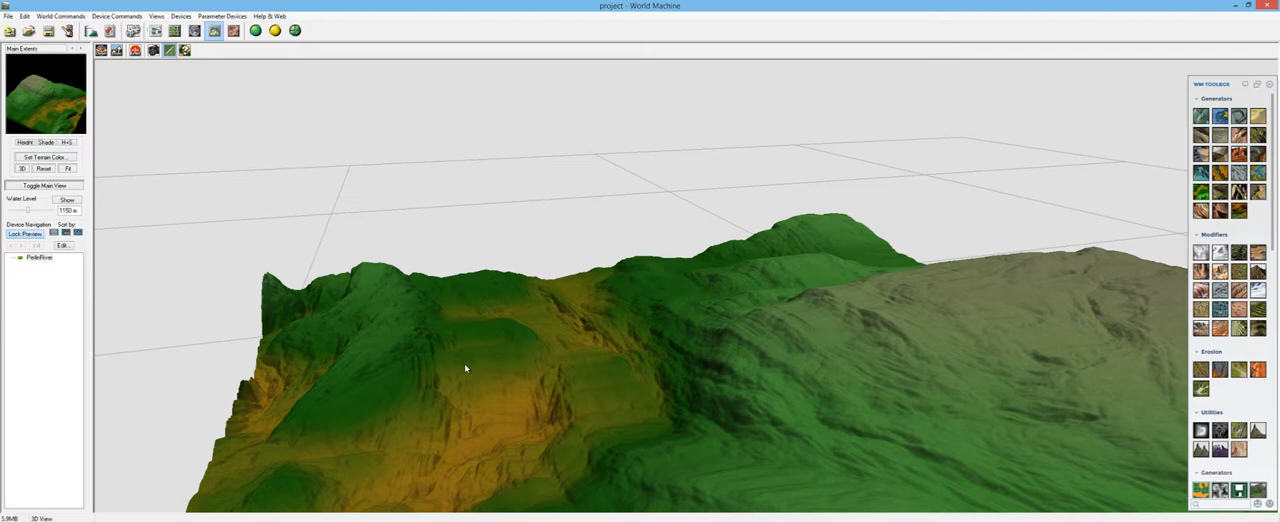 project - World Machine
File Edit World Commands Device Commands Views Devices Parameter Devices Help & Web
Main Extents
Height Shade H+S
Set Terrain Color...
3D Reset Fit
Toggle Main View
Water Level Show
1150 m
Device Navigation Sort by:
Lock Preview
Edit...
PerlinRiver
WM TOOLBOX
Generators
Modifiers
Erosion
Utilities
Generators
5.9MB 3D View